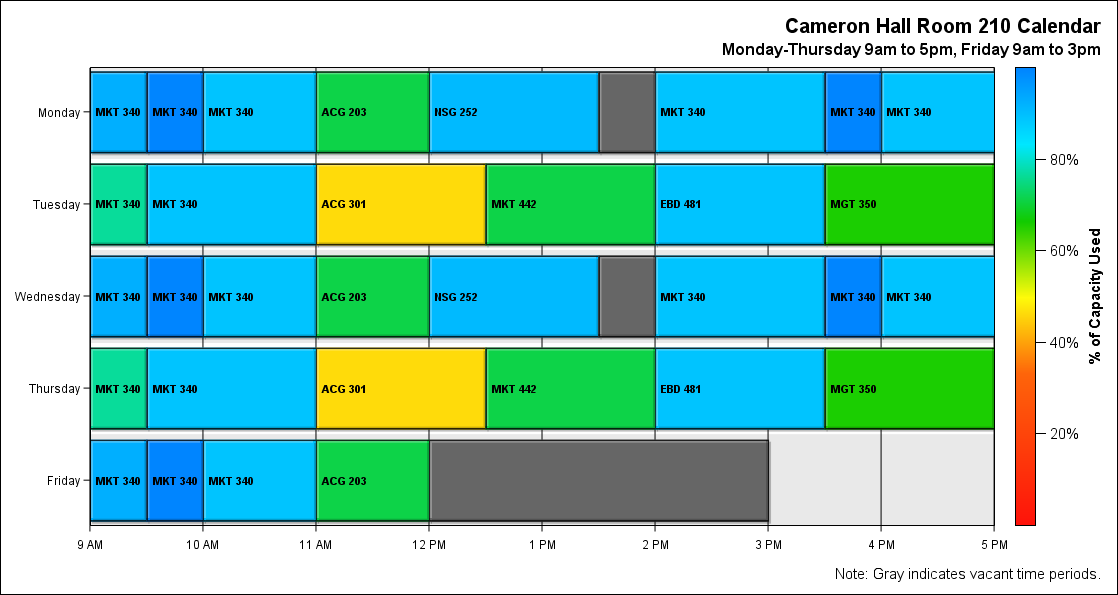 Cameron Hall Room 210 Calendar
Monday-Thursday 9am to 5pm, Friday 9am to 3pm
Monday
MKT 340
MKT 340
MKT 340
ACG 203
NSG 252
MKT 340
MKT 340
MKT 340
Tuesday
MKT 340
MKT 340
ACG 301
MKT 442
EBD 481
MGT 350
Wednesday
MKT 340
MKT 340
MKT 340
ACG 203
NSG 252
MKT 340
MKT 340
MKT 340
Thursday
MKT 340
MKT 340
ACG 301
MKT 442
EBD 481
MGT 350
Friday
MKT 340
MKT 340
MKT 340
ACG 203
9 AM
10 AM
11 AM
12 PM
1 PM
2 PM
3 PM
4 PM
5 PM
80%
60%
40%
20%
% of Capacity Used
Note: Gray indicates vacant time periods.